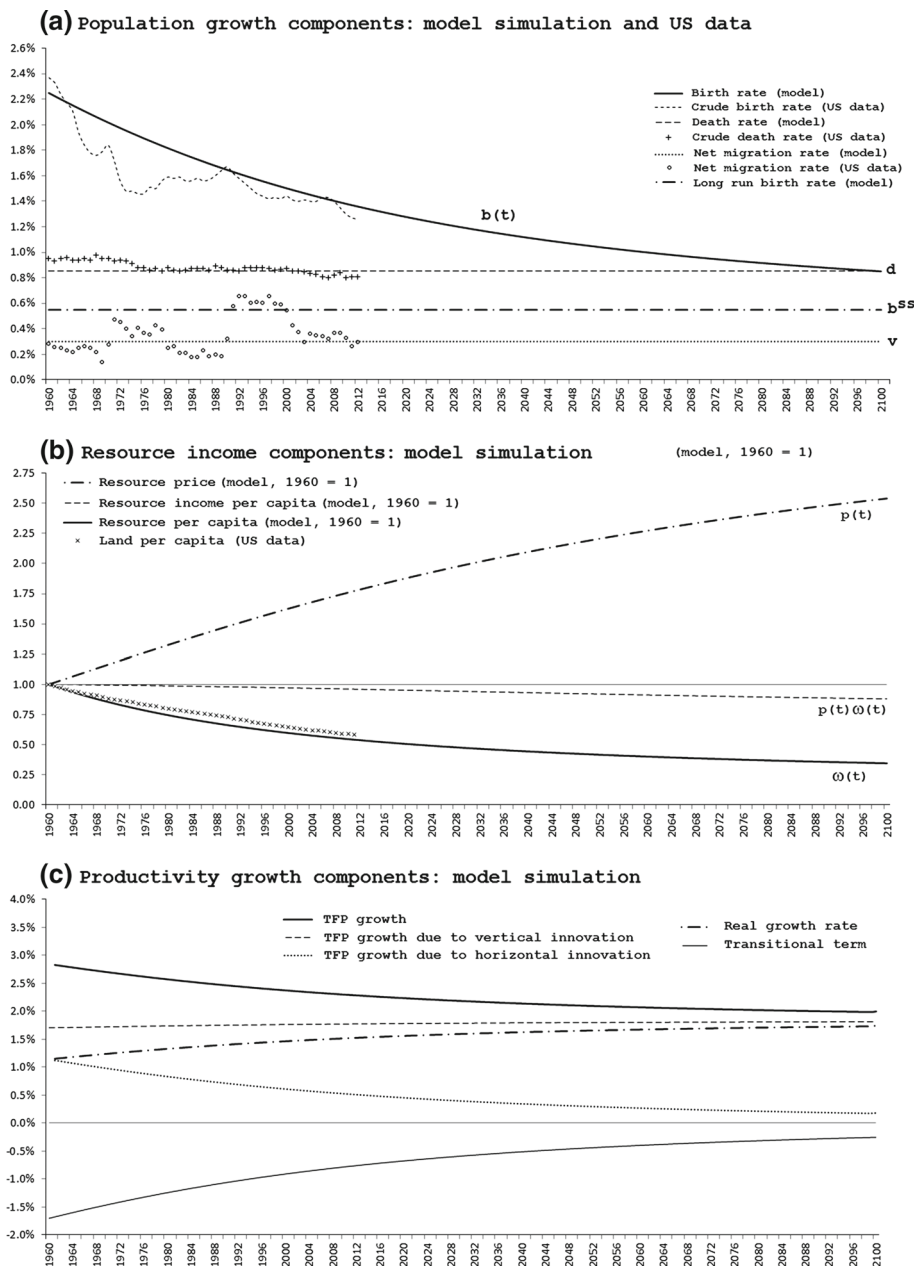 (a) Population growth components: model simulation and US data
2.6%
2.4%
2.2%
2.0%
1.8%
1.6%
1.4%
1.2%
1.0%
0.8%
0.6%
0.4%
0.2%
0.0%
Birth rate (model)
Crude birth rate (US data)
Death rate (model)
Crude death rate (US data)
Net migration rate (model)
Net migration rate (US data)
Long run birth rate (model)
b(t)
d
b^ss
v
1960 1964 1968 1972 1976 1980 1984 1988 1992 1996 2000 2004 2008 2012 2016 2020 2024 2028 2032 2036 2040 2044 2048 2052 2056 2060 2064 2068 2072 2076 2080 2084 2088 2092 2096 2100
(b) Resource income components: model simulation (model, 1960 = 1)
2.75
2.50
2.25
2.00
1.75
1.50
1.25
1.00
0.75
0.50
0.25
0.00
Resource price (model, 1960 = 1)
Resource income per capita (model, 1960 = 1)
Resource per capita (model, 1960 = 1)
Land per capita (US data)
p(t)
p(t)ω(t)
ω(t)
1960 1964 1968 1972 1976 1980 1984 1988 1992 1996 2000 2004 2008 2012 2016 2020 2024 2028 2032 2036 2040 2044 2048 2052 2056 2060 2064 2068 2072 2076 2080 2084 2088 2092 2096 2100
(c) Productivity growth components: model simulation
4.0%
3.5%
3.0%
2.5%
2.0%
1.5%
1.0%
0.5%
0.0%
-0.5%
-1.0%
-1.5%
-2.0%
TFP growth
TFP growth due to vertical innovation
TFP growth due to horizontal innovation
Real growth rate
Transitional term
1960 1964 1968 1972 1976 1980 1984 1988 1992 1996 2000 2004 2008 2012 2016 2020 2024 2028 2032 2036 2040 2044 2048 2052 2056 2060 2064 2068 2072 2076 2080 2084 2088 2092 2096 2100